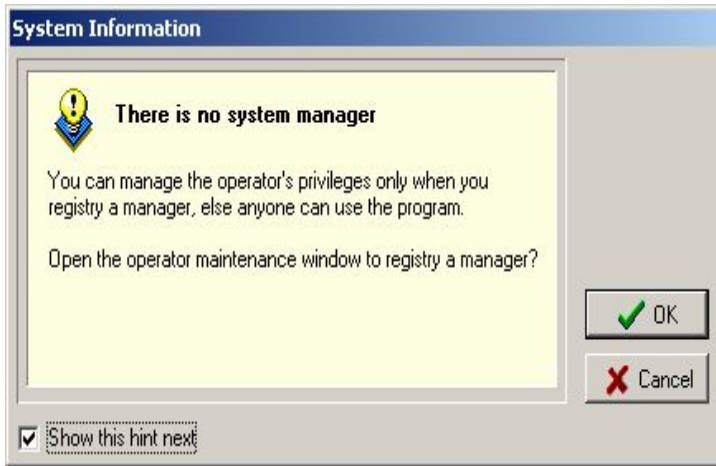 System Information
There is no system manager
You can manage the operator's privileges only when you
registry a manager, else anyone can use the program.
Open the operator maintenance window to registry a manager?
OK
Cancel
Show this hint next